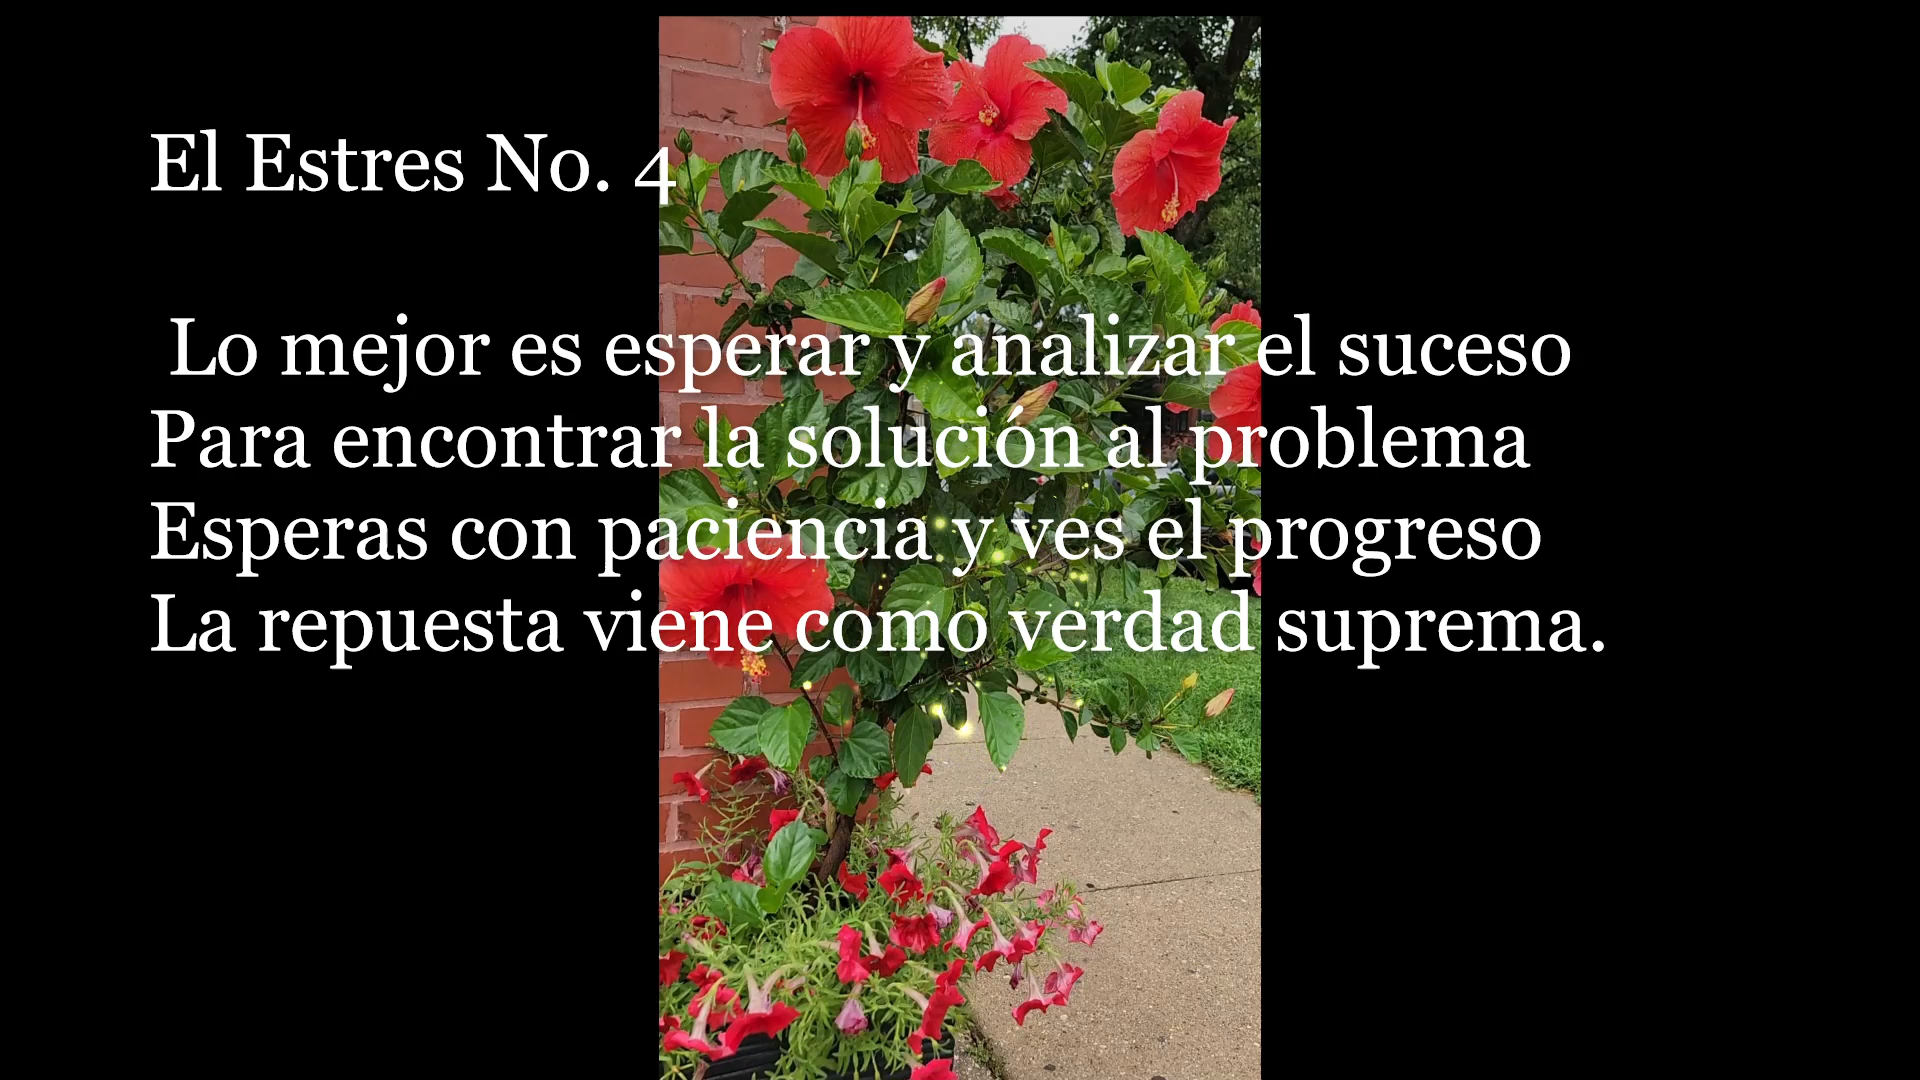 El Estres No. 4
Lo mejor es esperar y analizar el suceso
Para encontrar la solución al problema
Esperas con paciencia y ves el progreso
La repuesta viene como verdad suprema.